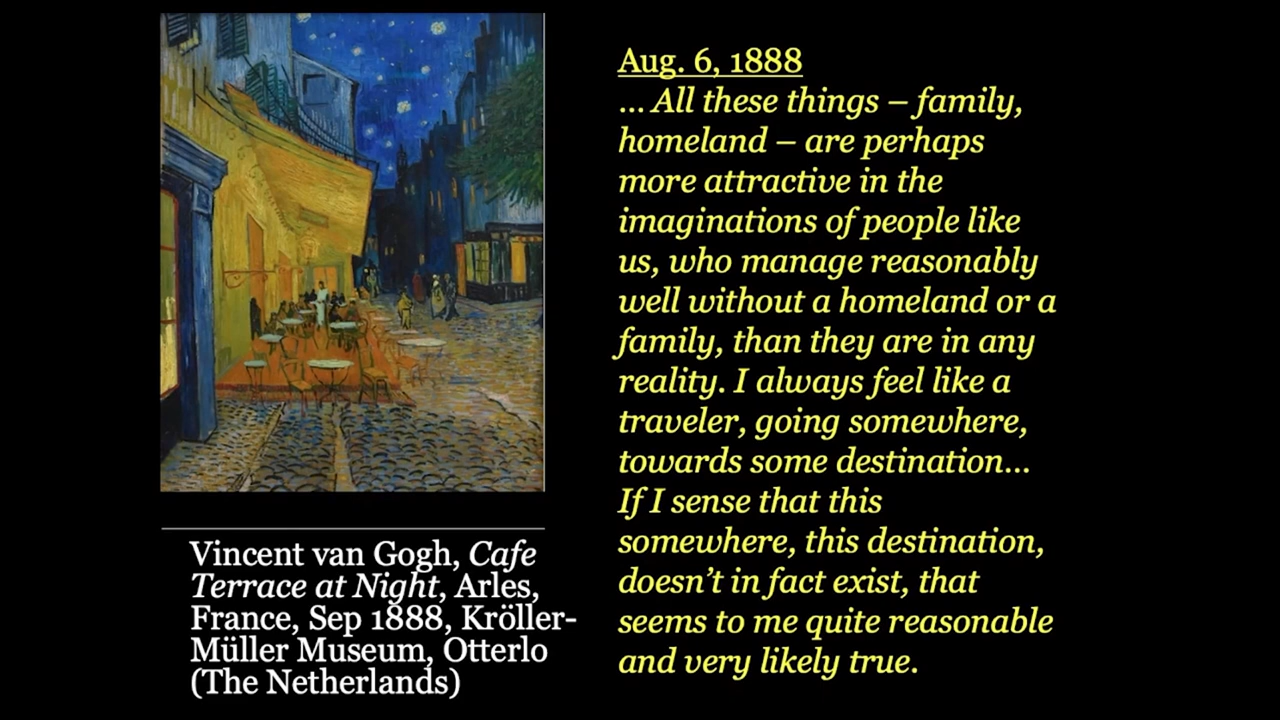 Aug. 6, 1888
… All these things – family,
homeland – are perhaps
more attractive in the
imaginations of people like
us, who manage reasonably
well without a homeland or a
family, than they are in any
reality. I always feel like a
traveler, going somewhere,
towards some destination…
If I sense that this
somewhere, this destination,
doesn’t in fact exist, that
seems to me quite reasonable
and very likely true.
Vincent van Gogh, Cafe
Terrace at Night, Arles,
France, Sep 1888, Kröller-
Müller Museum, Otterlo
(The Netherlands)